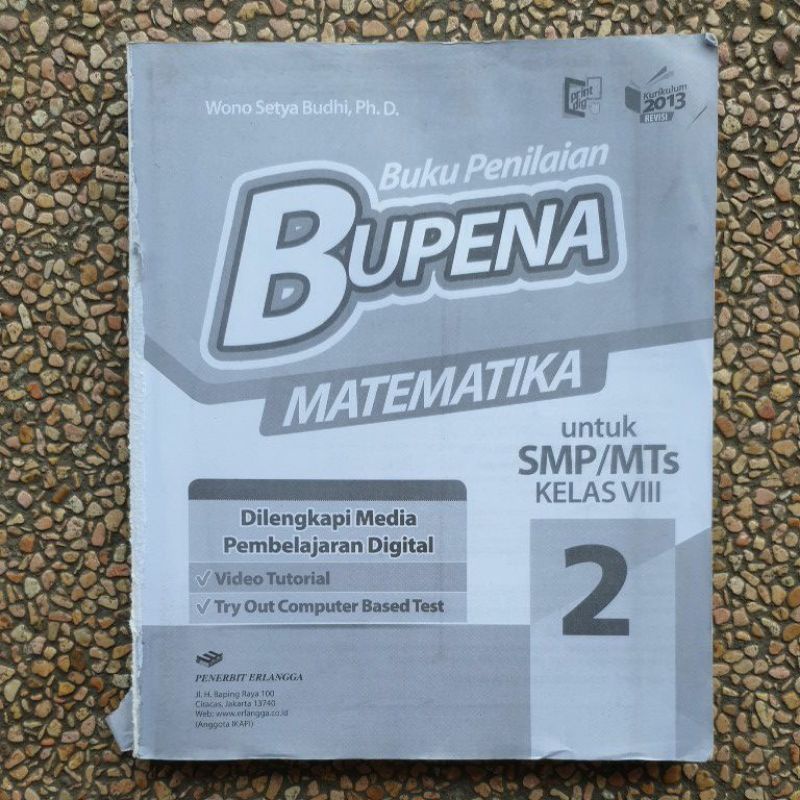 Wono Setya Budhi, Ph. D.
print
dig
Kurikulum
2013
REVISI
Buku Penilaian
BUPENA
MATEMATIKA
untuk
SMP/MTs
KELAS VIII
2
Dilengkapi Media
Pembelajaran Digital
✓ Video Tutorial
✓ Try Out Computer Based Test
PENERBIT ERLANGGA
Jl. H. Baping Raya 100
Ciracas, Jakarta 13740
Web: www.erlangga.co.id
(Anggota IKAPI)